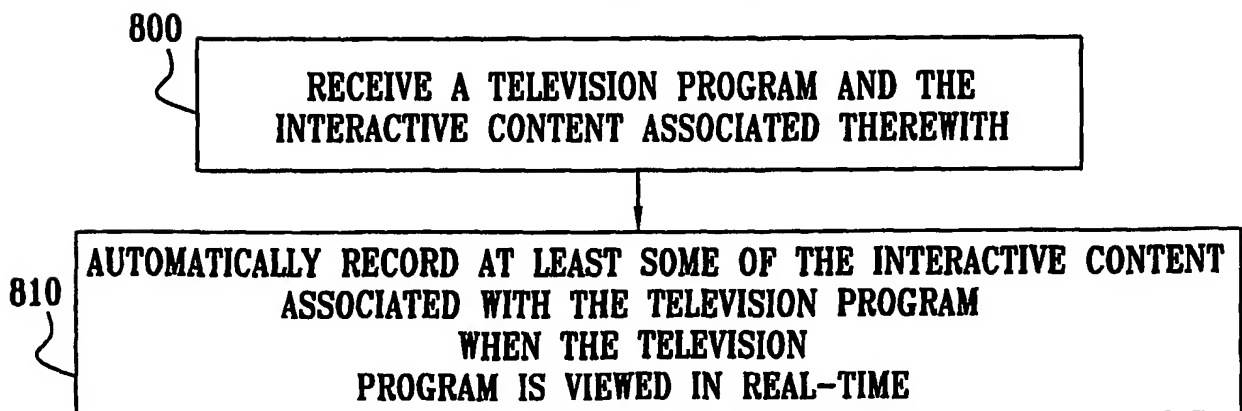 800
RECEIVE A TELEVISION PROGRAM AND THE
INTERACTIVE CONTENT ASSOCIATED THEREWITH
810
AUTOMATICALLY RECORD AT LEAST SOME OF THE INTERACTIVE CONTENT
ASSOCIATED WITH THE TELEVISION PROGRAM
WHEN THE TELEVISION
PROGRAM IS VIEWED IN REAL-TIME